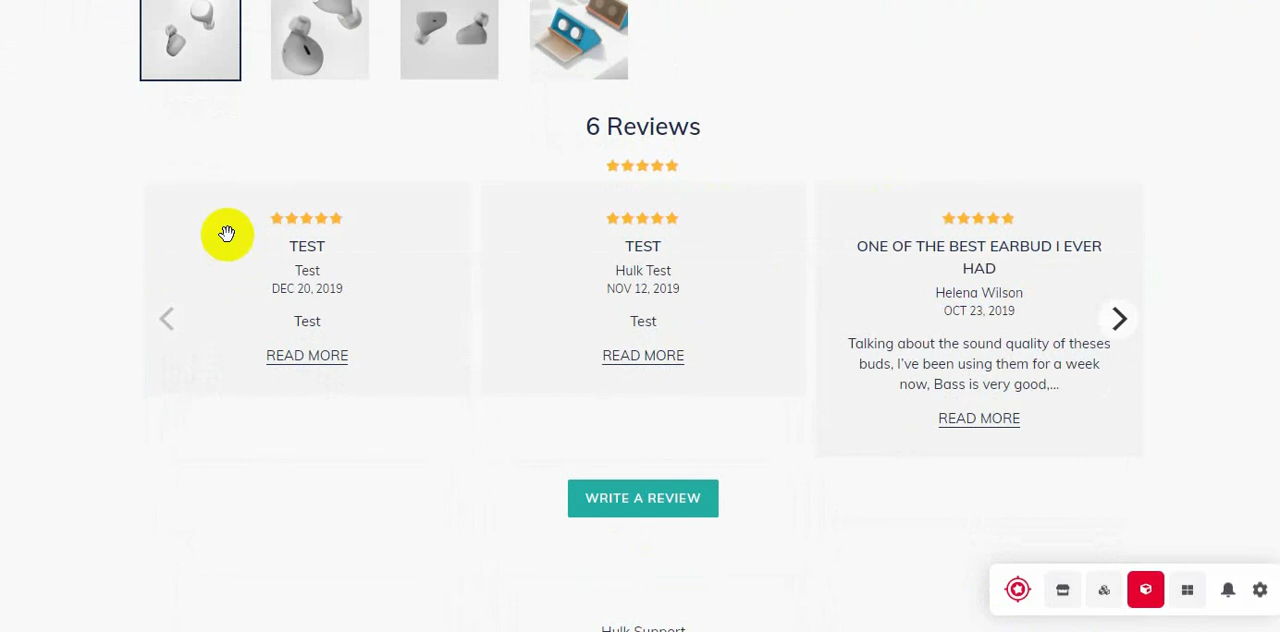 6 Reviews
TEST
Test
DEC 20, 2019
Test
READ MORE
TEST
Hulk Test
NOV 12, 2019
Test
READ MORE
ONE OF THE BEST EARBUD I EVER
HAD
Helena Wilson
OCT 23, 2019
Talking about the sound quality of theses
buds, I've been using them for a week
now, Bass is very good,...
READ MORE
WRITE A REVIEW
Hulk Support